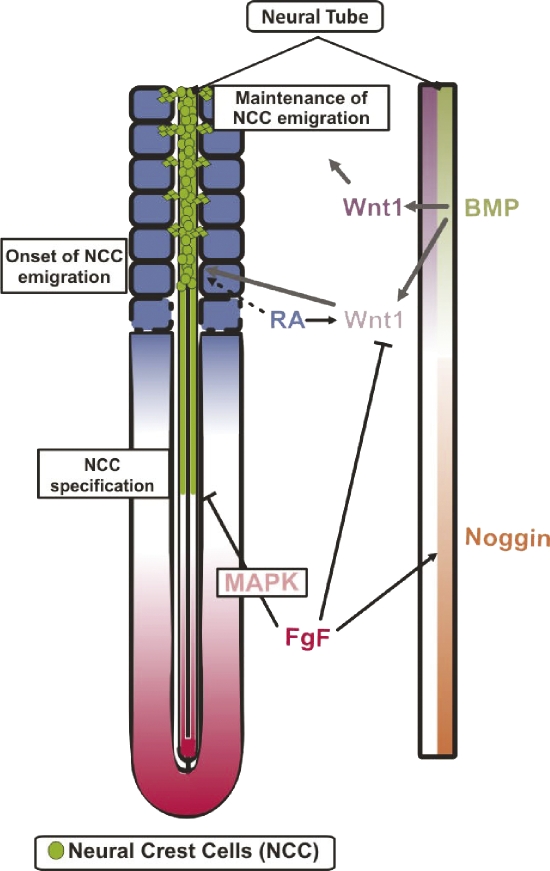 Neural Tube
Maintenance of
NCC emigration
Wnt1
BMP
Onset of NCC
emigration
RA
Wnt1
NCC
specification
Noggin
MAPK
FgF
Neural Crest Cells (NCC)